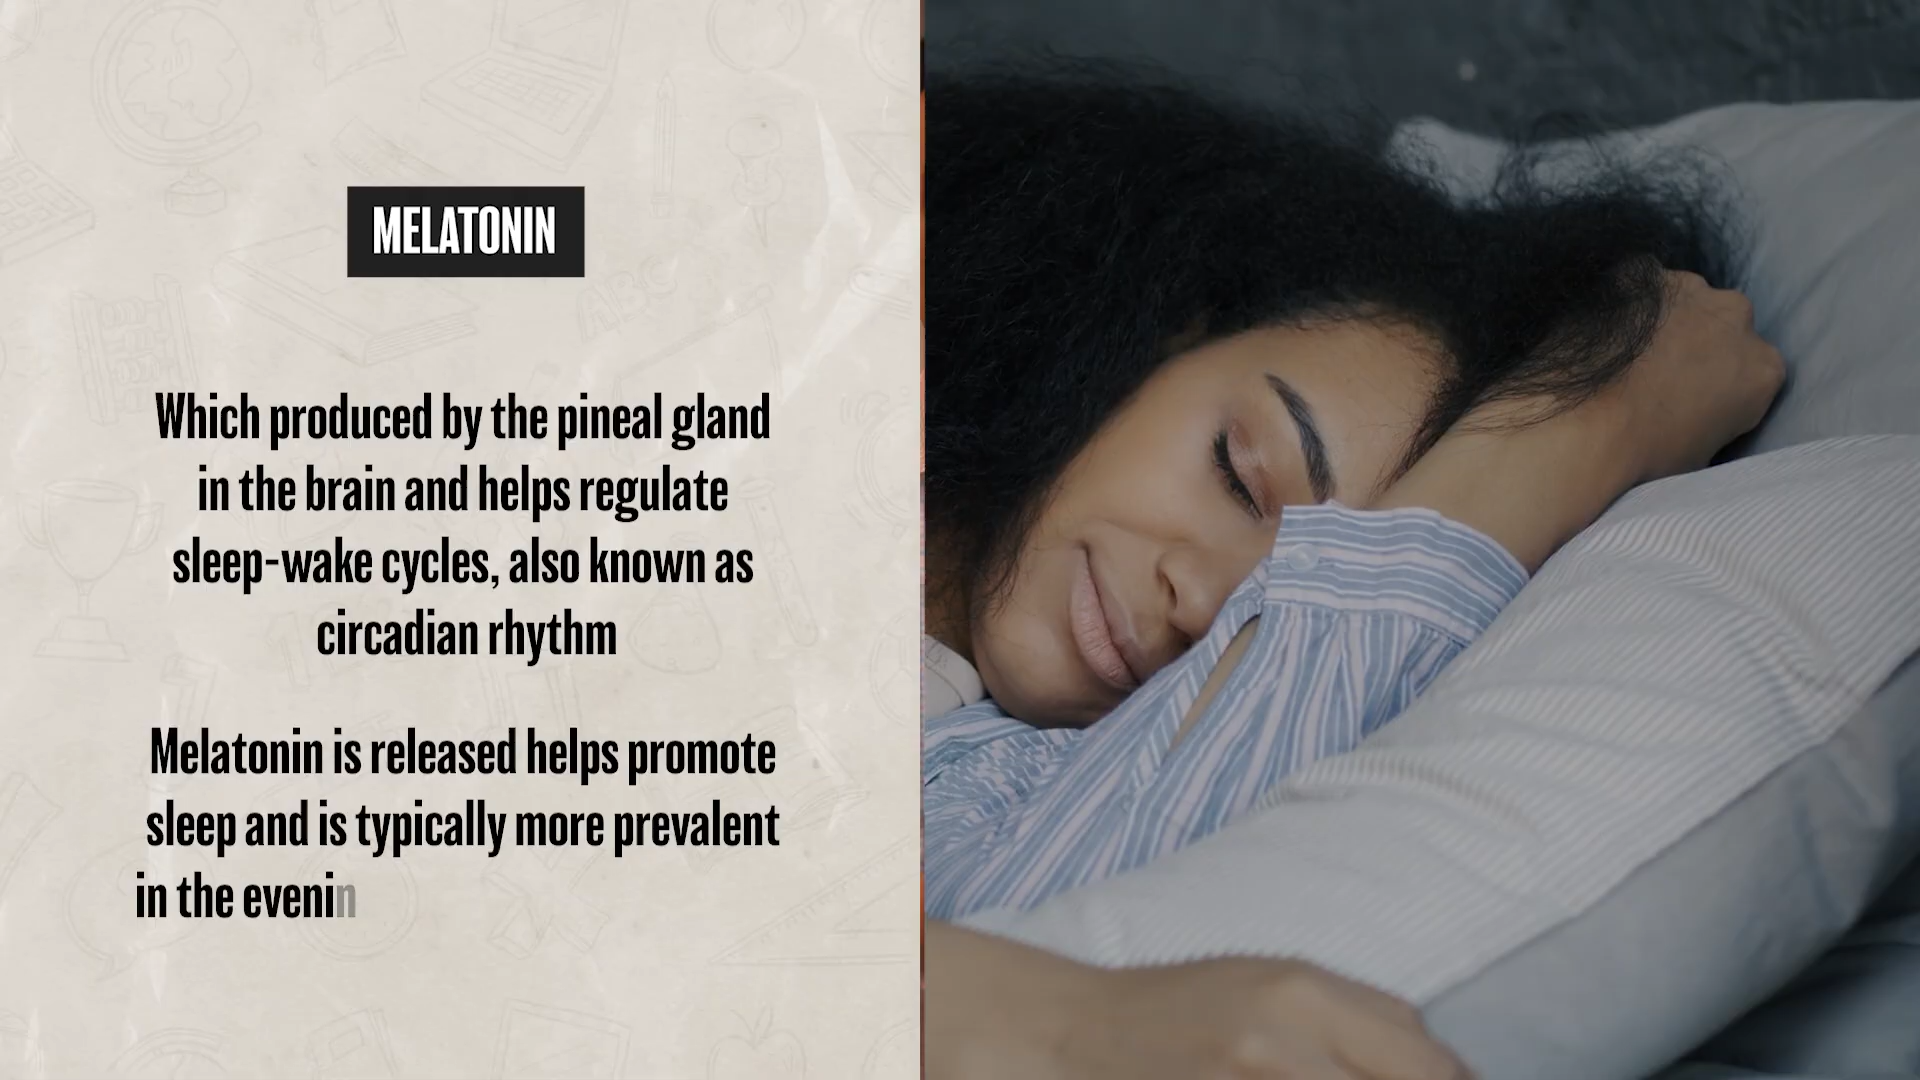 MELATONIN
Which produced by the pineal gland
in the brain and helps regulate
sleep-wake cycles, also known as
circadian rhythm
Melatonin is released helps promote
sleep and is typically more prevalent
in the evenin
ABC